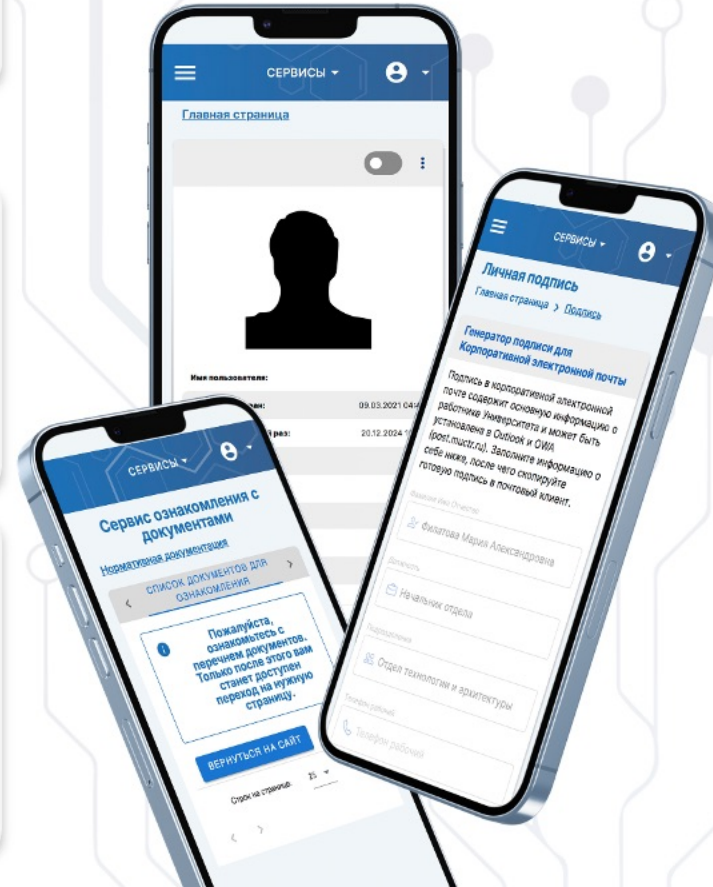 СЕРВИСЫ
Главная страница
Имя пользователя:
09.03.2021 04:4
20.12.2024 1
СЕРВИСЫ
Личная подпись
Главная страница > Подпись
Генератор подписи для
Корпоративной электронной почты
Подпись в корпоративной электронной
почте содержит основную информацию о
работнике Университета и может быть
установлена в Outlook и OWA
(post.muctr.ru). Заполните информацию о
себе ниже, после чего скопируйте
готовую подпись в почтовый клиент.
Фамилия Имя Отчество
Филатова Мария Александровна
Должность
Начальник отдела
Подразделение
Отдел технологии и архитектуры
Телефон рабочий
Телефон рабочий
СЕРВИСЫ
Сервис ознакомления с
документами
Нормативная документация
СПИСОК ДОКУМЕНТОВ ДЛЯ
ОЗНАКОМЛЕНИЯ
Пожалуйста,
ознакомьтесь с
перечнем документов.
Только после этого вам
станет доступен
переход на нужную
страницу.
ВЕРНУТЬСЯ НА САЙТ
Строк на странице: 25